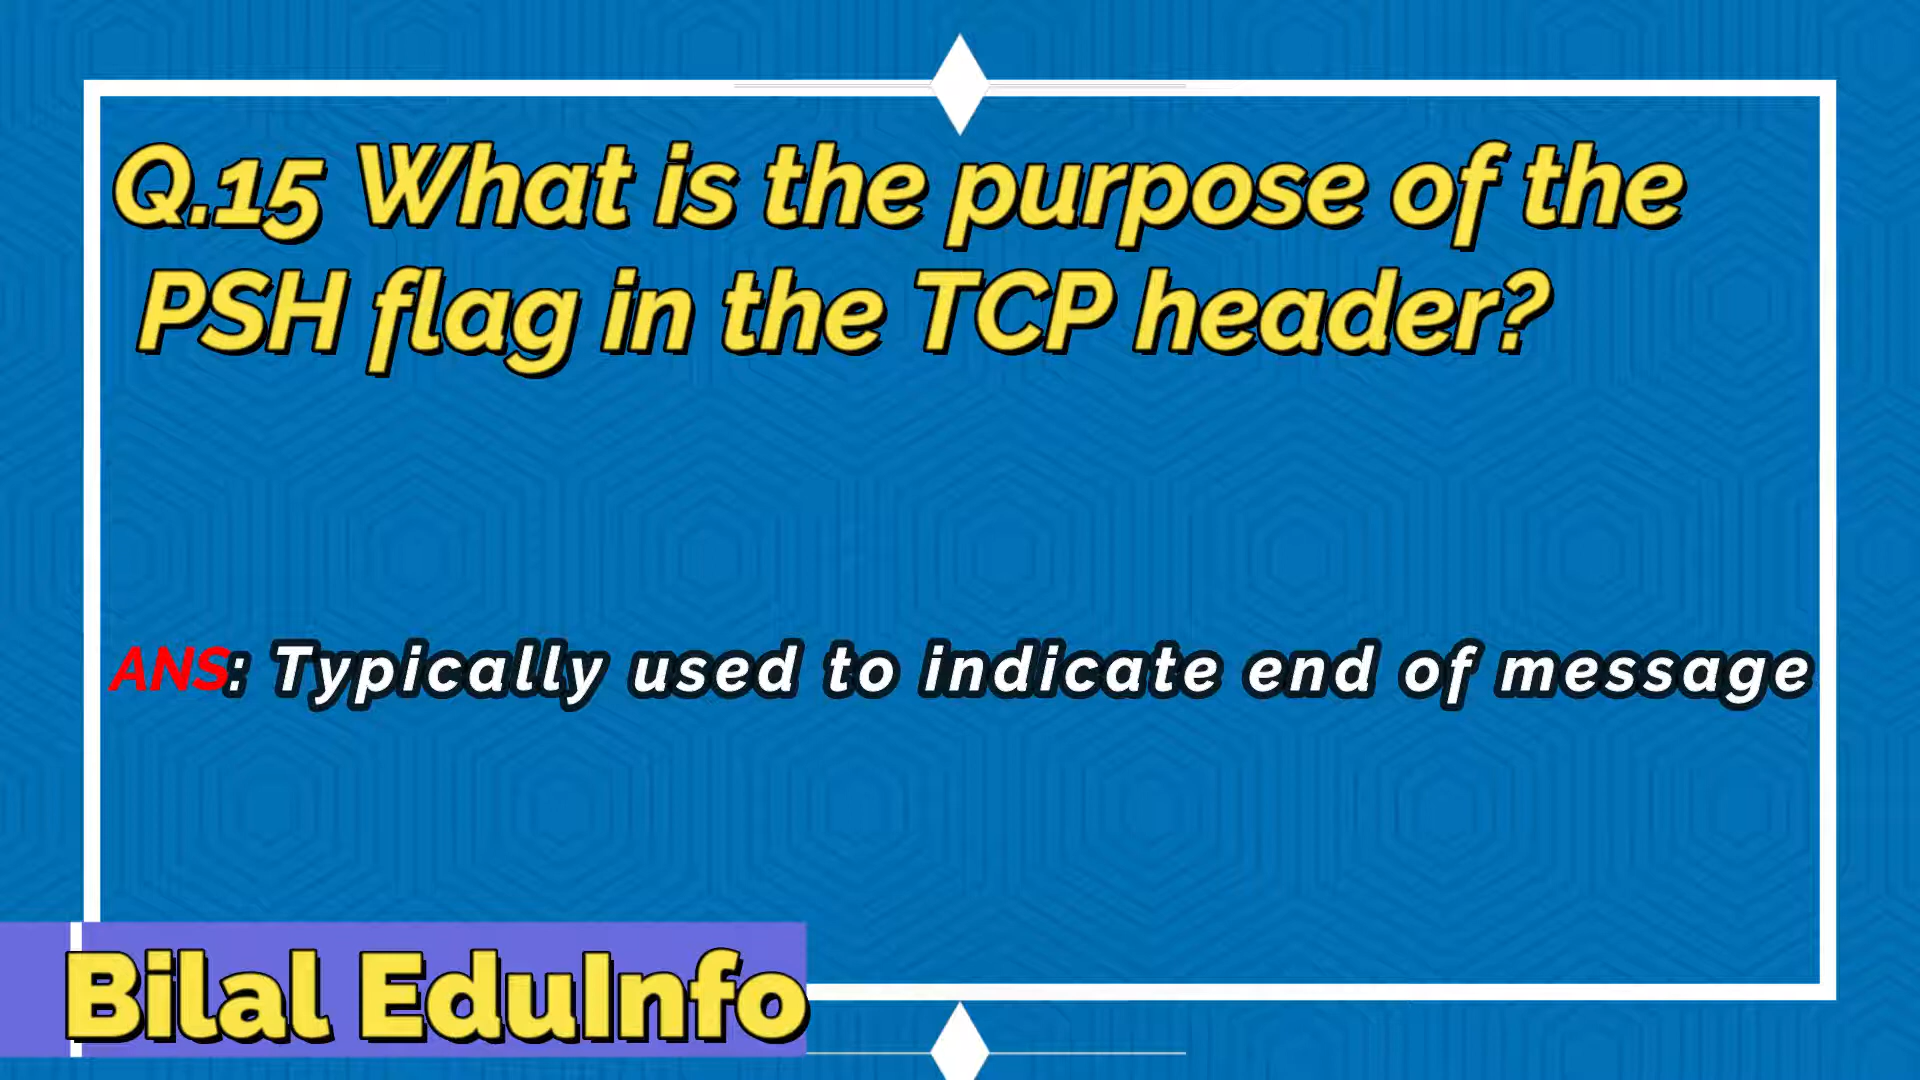 Q.15 What is the purpose of the
PSH flag in the TCP header?
ANS: Typically used to indicate end of message
Bilal EduInfo